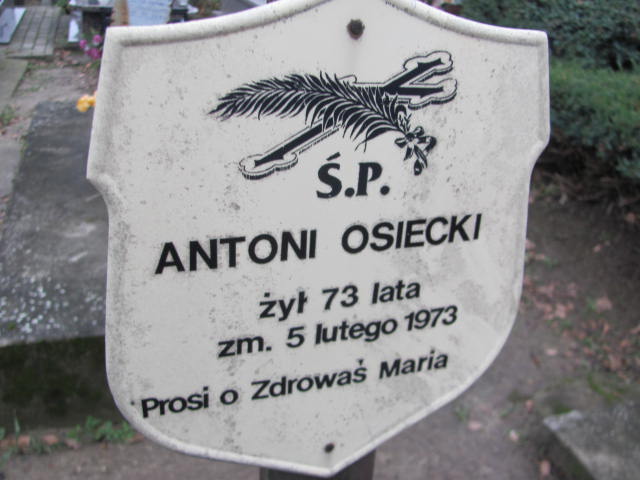 Ś.P.
ANTONI OSIECKI
żył 73 lata
zm. 5 lutego 1973
Prosi o Zdrowaś Maria